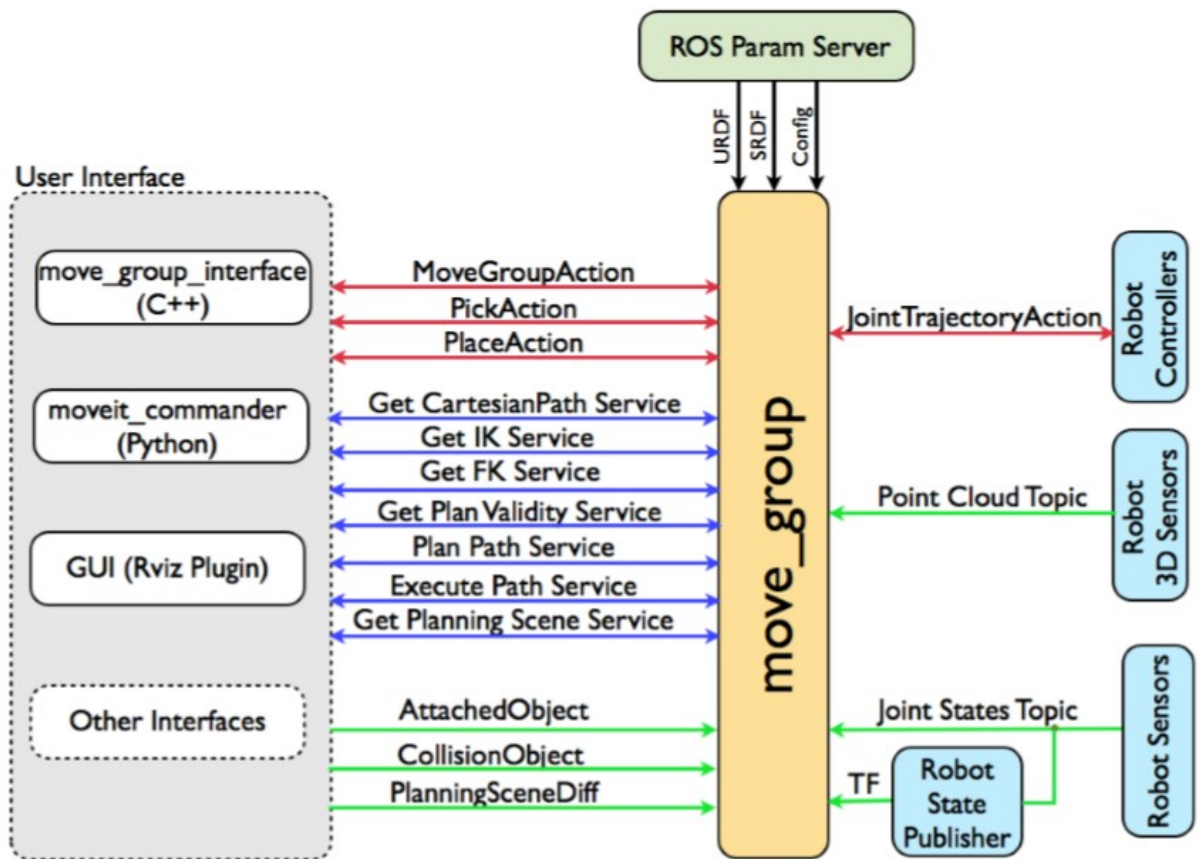 ROS Param Server
URDF
SRDF
Config
User Interface
move_group_interface
(C++)
moveit_commander
(Python)
GUI (Rviz Plugin)
Other Interfaces
MoveGroupAction
PickAction
PlaceAction
Get CartesianPath Service
Get IK Service
Get FK Service
Get Plan Validity Service
Plan Path Service
Execute Path Service
Get Planning Scene Service
AttachedObject
CollisionObject
PlanningSceneDiff
move_group
JointTrajectoryAction
Robot
Controllers
Point Cloud Topic
Robot
3D Sensors
Joint States Topic
TF
Robot
State
Publisher
Robot Sensors